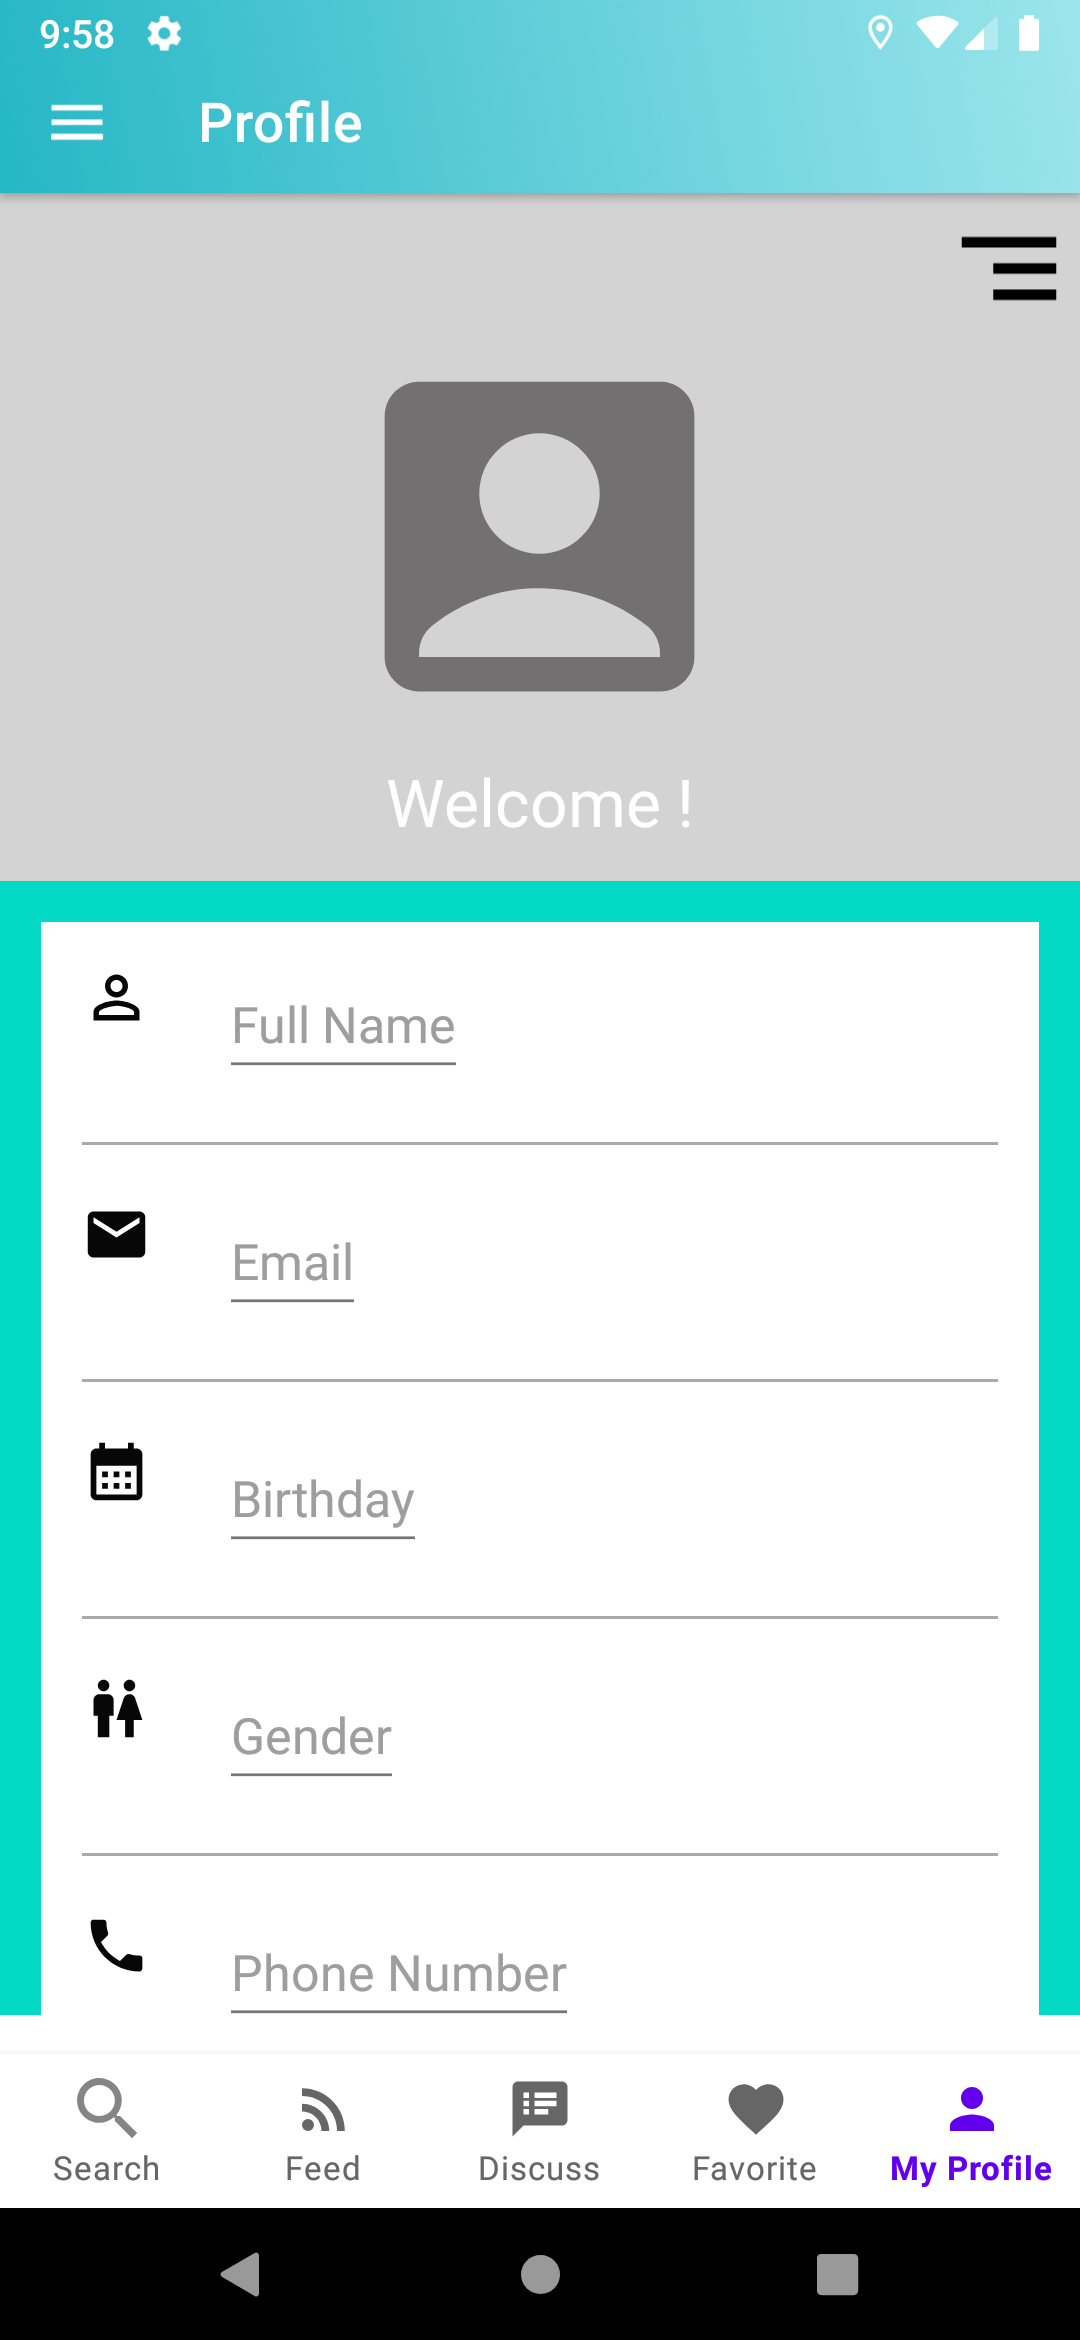 9:58
Profile
Welcome !
Full Name
Email
Birthday
Gender
Phone Number
Search Feed Discuss Favorite My Profile